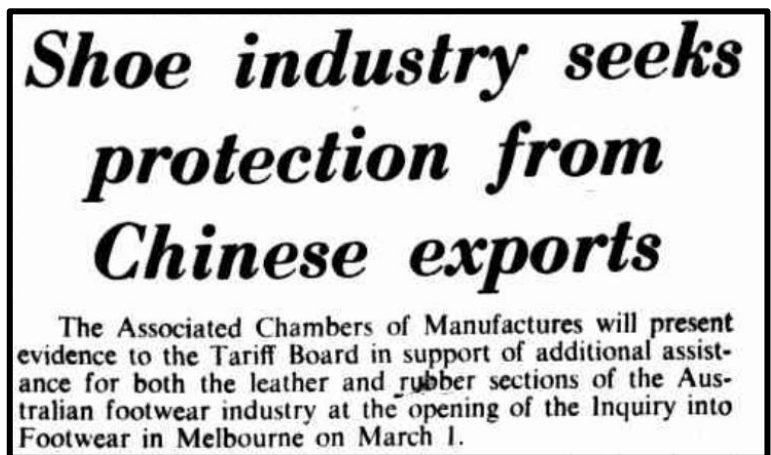 Shoe industry seeks
protection from
Chinese exports
The Associated Chambers of Manufactures will present
evidence to the Tariff Board in support of additional assist-
ance for both the leather and rubber sections of the Aus-
tralian footwear industry at the opening of the Inquiry into
Footwear in Melbourne on March 1.